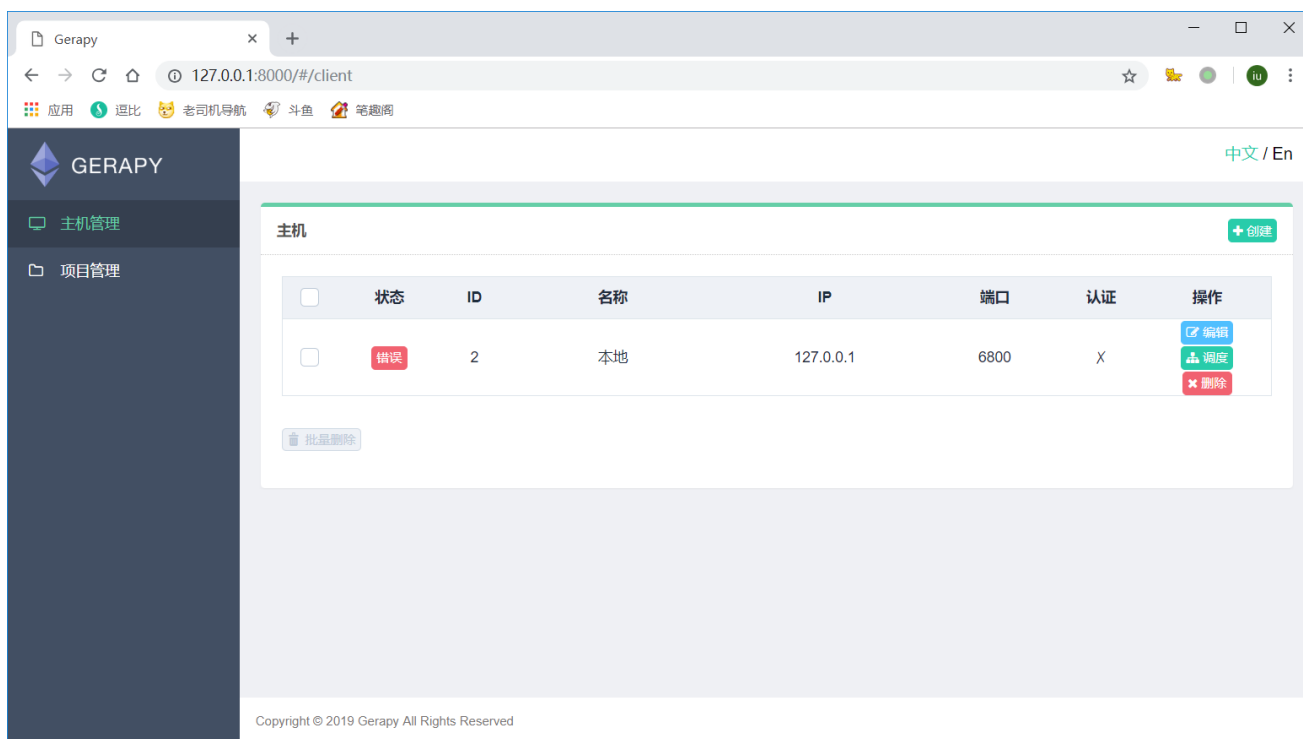 Gerapy
127.0.0.1:8000/#/client
iu
应用 逗比 老司机导航 斗鱼 笔趣阁
GERAPY
中文 / En
主机管理
项目管理
主机
创建
状态 ID 名称 IP 端口 认证 操作
错误 2 本地 127.0.0.1 6800 ✗ 编辑
调度
删除
批量删除
Copyright © 2019 Gerapy All Rights Reserved